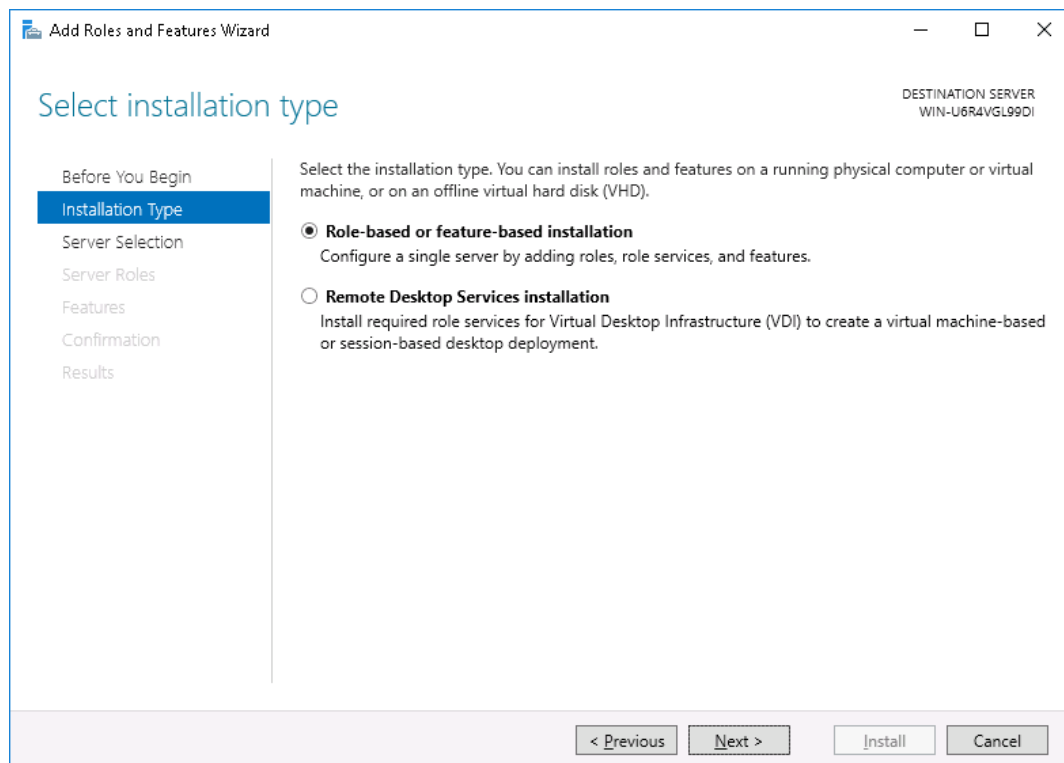 Add Roles and Features Wizard
Select installation type
DESTINATION SERVER
WIN-U6R4VGL99DI
Before You Begin
Installation Type
Server Selection
Server Roles
Features
Confirmation
Results
Select the installation type. You can install roles and features on a running physical computer or virtual
machine, or on an offline virtual hard disk (VHD).
Role-based or feature-based installation
Configure a single server by adding roles, role services, and features.
Remote Desktop Services installation
Install required role services for Virtual Desktop Infrastructure (VDI) to create a virtual machine-based
or session-based desktop deployment.
< Previous
Next >
Install
Cancel